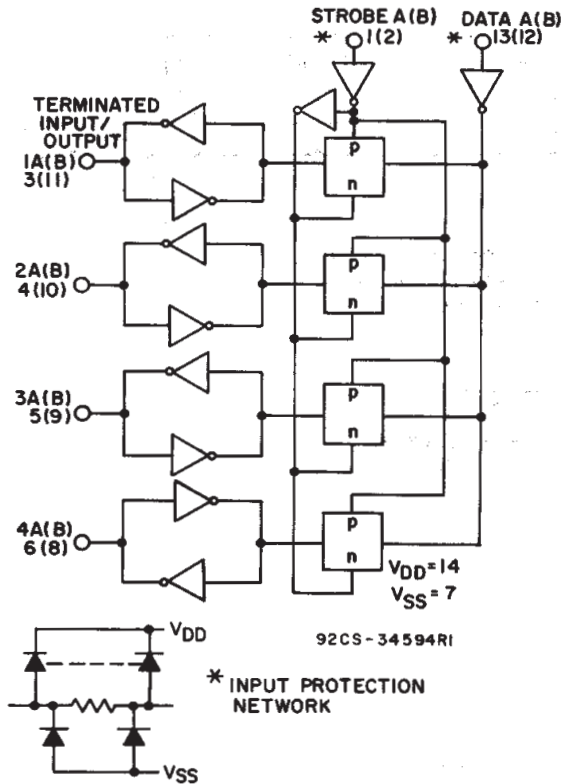 STROBE A(B)
* 1(2)
DATA A(B)
* 13(12)
TERMINATED
INPUT/
OUTPUT
1A(B)
3(11)
p
n
2A(B)
4(10)
p
n
3A(B)
5(9)
p
n
4A(B)
6(8)
p
n
VDD=14
VSS=7
92CS-34594R1
VDD
* INPUT PROTECTION
NETWORK
VSS